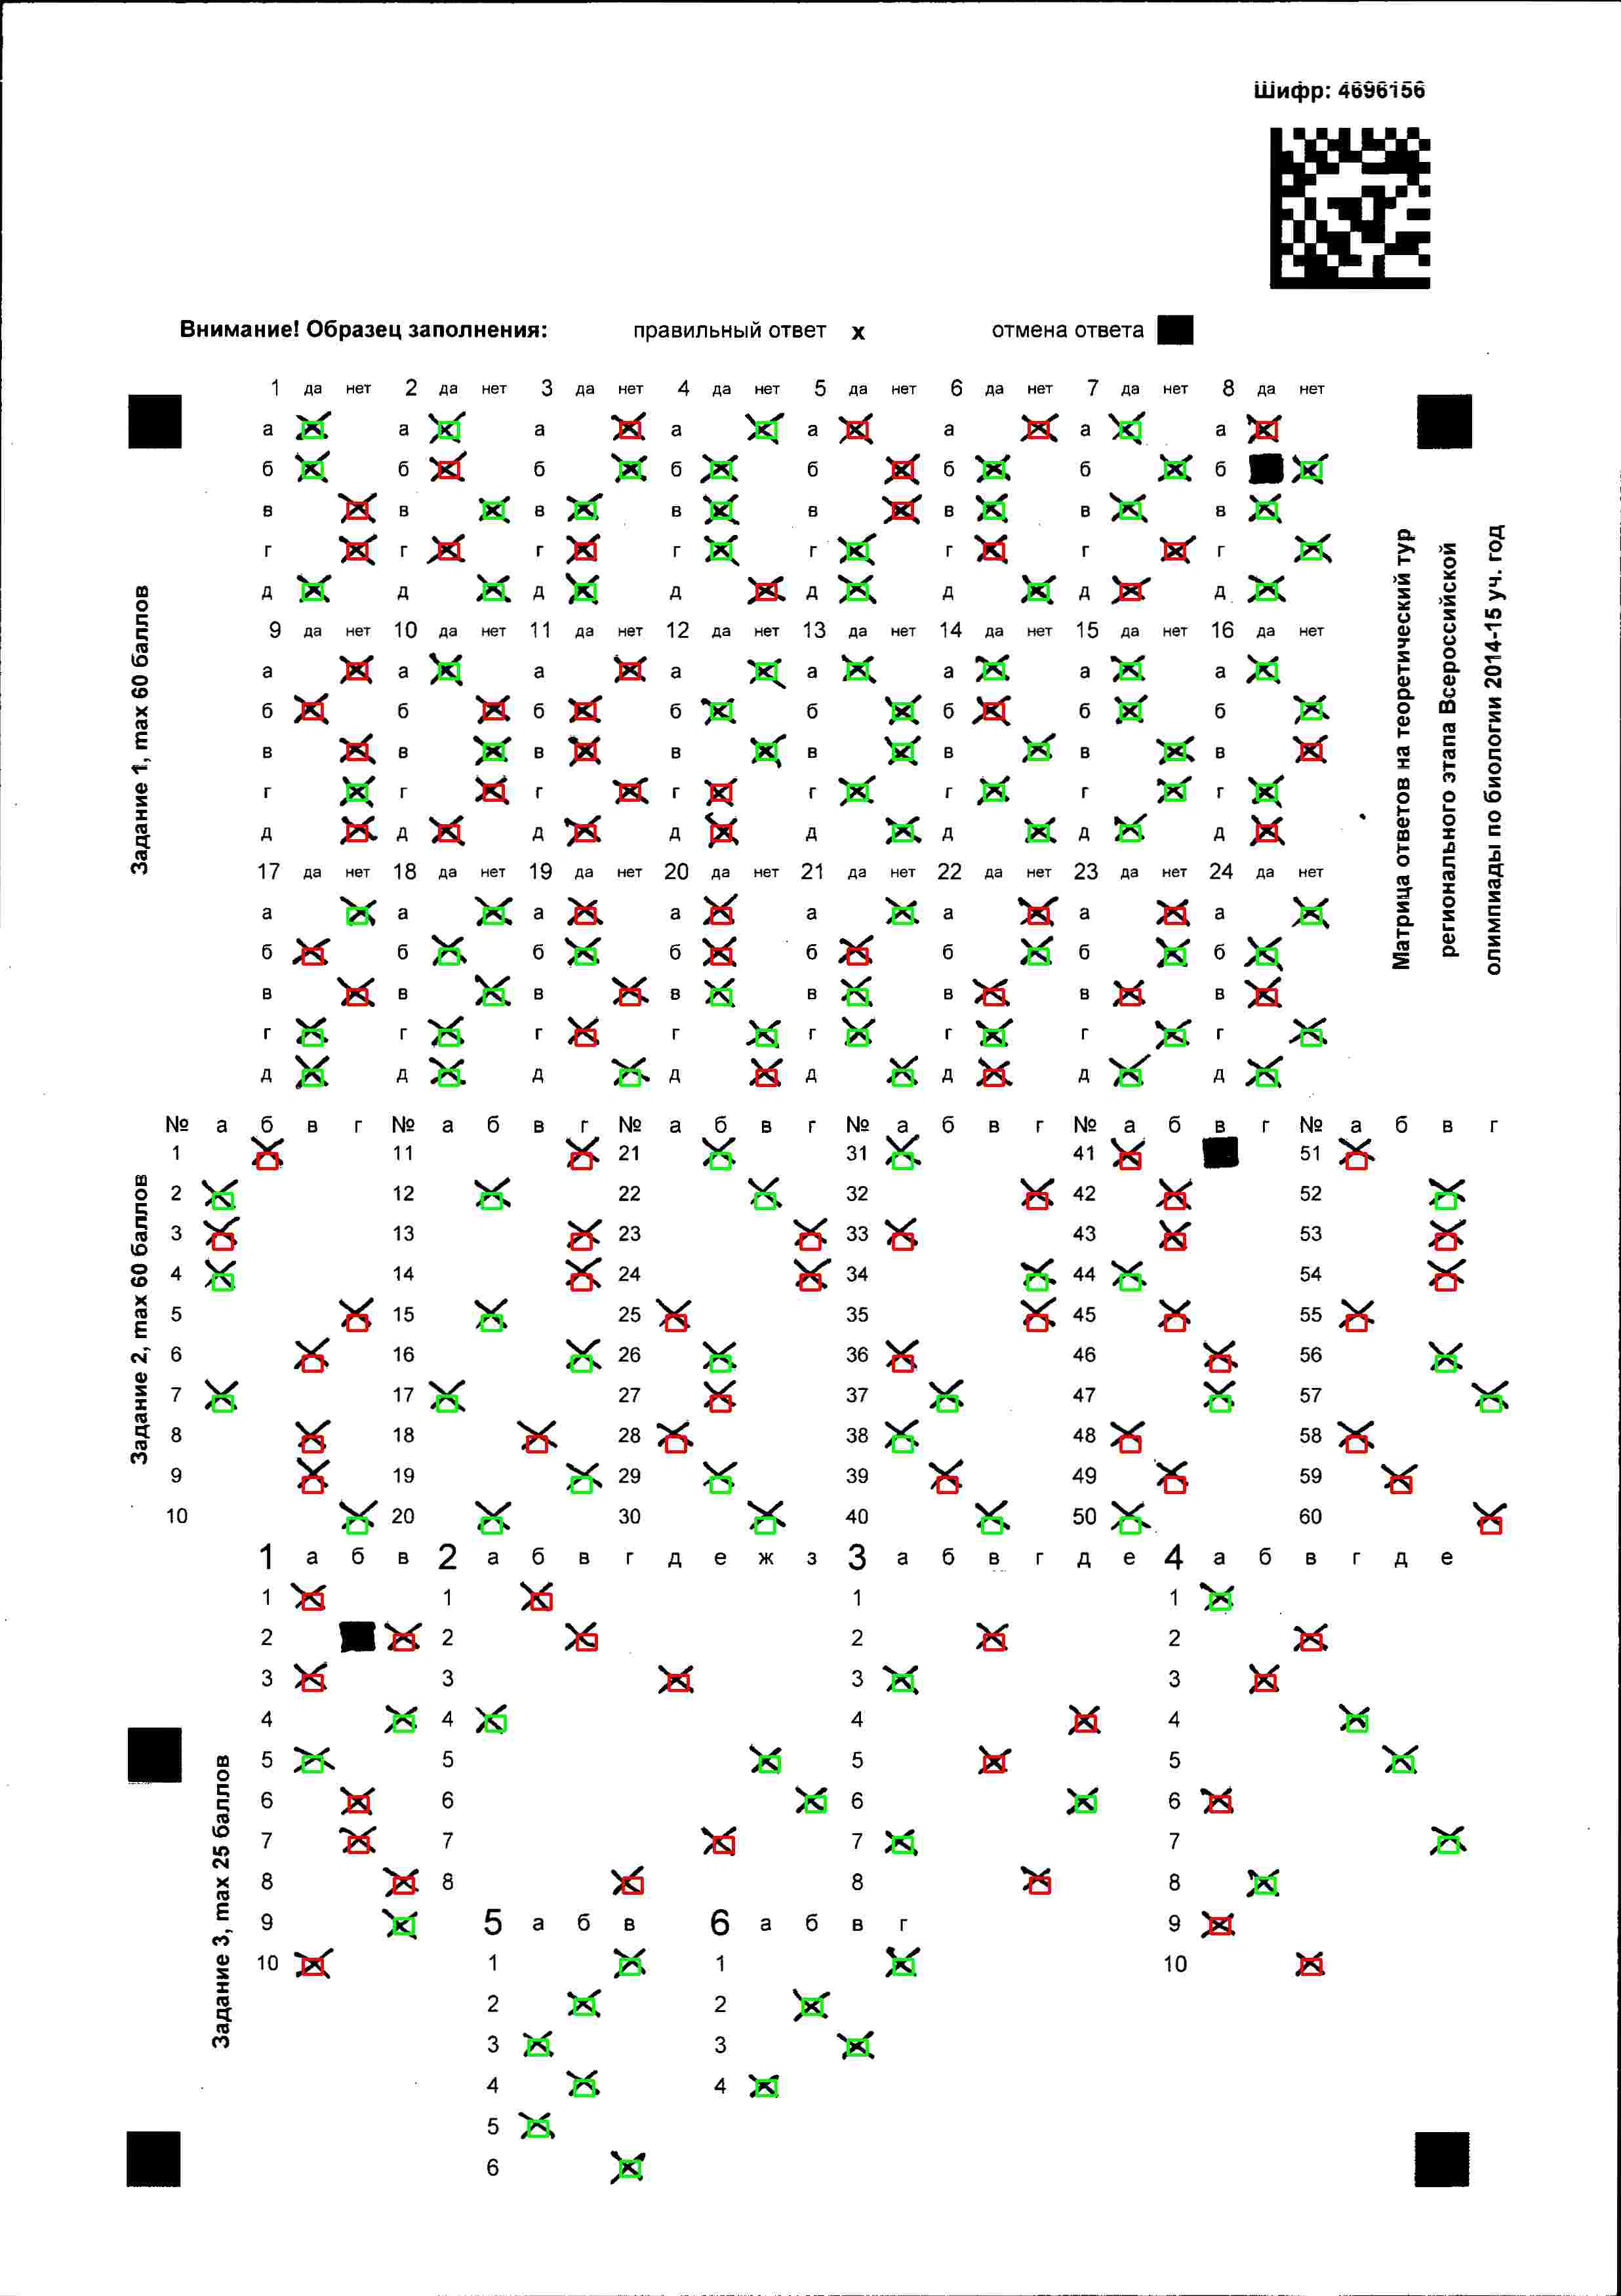 Шифр: 4696156
Внимание! Образец заполнения: правильный ответ x отмена ответа
1 да нет 2 да нет 3 да нет 4 да нет 5 да нет 6 да нет 7 да нет 8 да нет
а а а а а а а а
б б б б б б б б
в в в в в в в в
г г г г г г г г
д д д д д д д д
9 да нет 10 да нет 11 да нет 12 да нет 13 да нет 14 да нет 15 да нет 16 да нет
а а а а а а а а
б б б б б б б б
в в в в в в в в
г г г г г г г г
д д д д д д д д
17 да нет 18 да нет 19 да нет 20 да нет 21 да нет 22 да нет 23 да нет 24 да нет
а а а а а а а а
б б б б б б б б
в в в в в в в в
г г г г г г г г
д д д д д д д д
Задание 1, max 60 баллов
Матрица ответов на теоретический тур
регионального этапа Всероссийской
олимпиады по биологии 2014-15 уч. год
№ а б в г № а б в г № а б в г № а б в г № а б в г № а б в г
1 11 21 31 41 51
2 12 22 32 42 52
3 13 23 33 43 53
4 14 24 34 44 54
5 15 25 35 45 55
6 16 26 36 46 56
7 17 27 37 47 57
8 18 28 38 48 58
9 19 29 39 49 59
10 20 30 40 50 60
Задание 2, max 60 баллов
1 а б в 2 а б в г д е ж з 3 а б в г д е 4 а б в г д е
1 1 1 1
2 2 2 2
3 3 3 3
4 4 4 4
5 5 5 5
6 6 6 6
7 7 7 7
8 8 8 8
9 5 а б в 6 а б в г 9
10 1 1 10
2 2
3 3
4 4
5
6
Задание 3, max 25 баллов